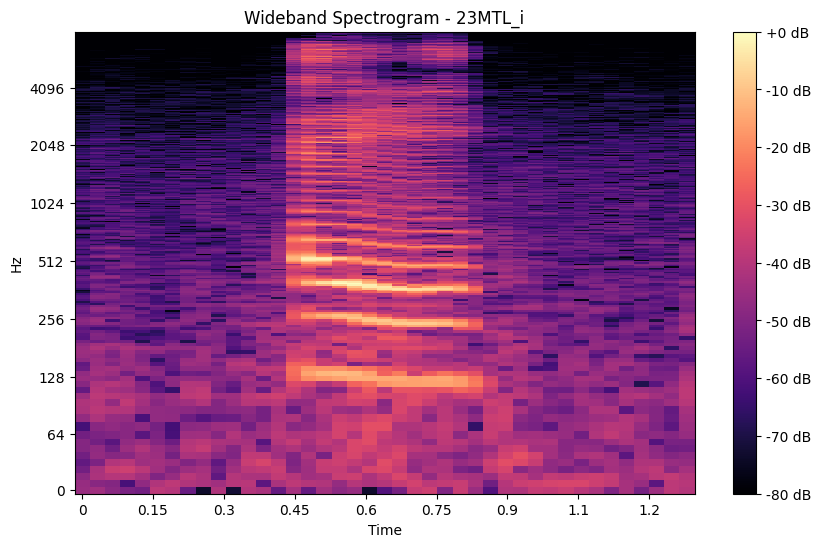 Wideband Spectrogram - 23MTL_i
Hz
4096
2048
1024
512
256
128
64
0
0 0.15 0.3 0.45 0.6 0.75 0.9 1.1 1.2
Time
+0 dB
-10 dB
-20 dB
-30 dB
-40 dB
-50 dB
-60 dB
-70 dB
-80 dB